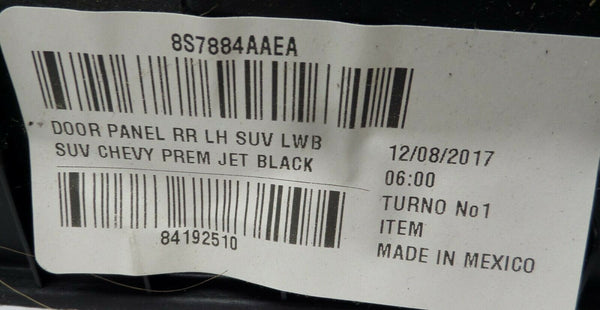 8S7884AAEA
DOOR PANEL RR LH SUV LWB
SUV CHEVY PREM JET BLACK
84192510
12/08/2017
06:00
TURNO No1
ITEM
MADE IN MEXICO